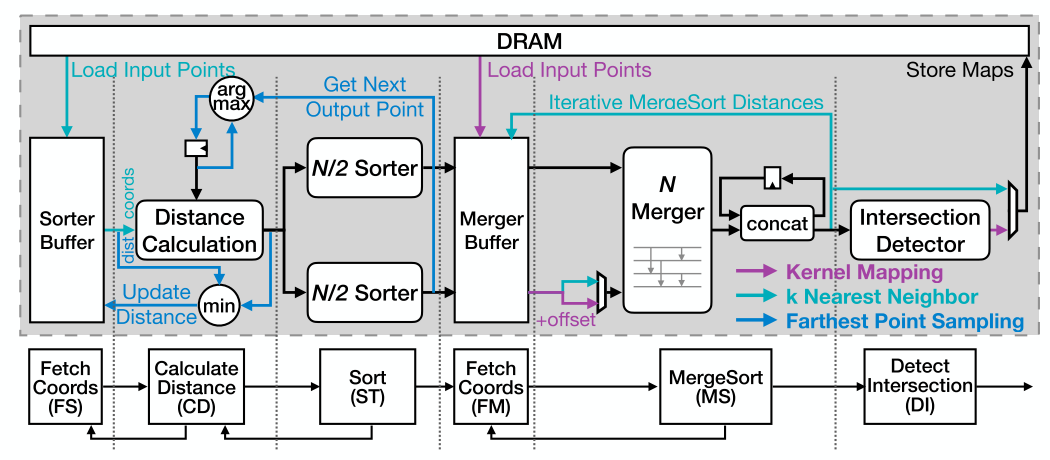 DRAM
Load Input Points
arg
max
Get Next
Output Point
Load Input Points
Iterative MergeSort Distances
Store Maps
Sorter
Buffer
coords
dist
Distance
Calculation
Update
Distance
min
N/2 Sorter
N/2 Sorter
Merger
Buffer
+offset
N
Merger
concat
Intersection
Detector
Kernel Mapping
k Nearest Neighbor
Farthest Point Sampling
Fetch
Coords
(FS)
Calculate
Distance
(CD)
Sort
(ST)
Fetch
Coords
(FM)
MergeSort
(MS)
Detect
Intersection
(DI)